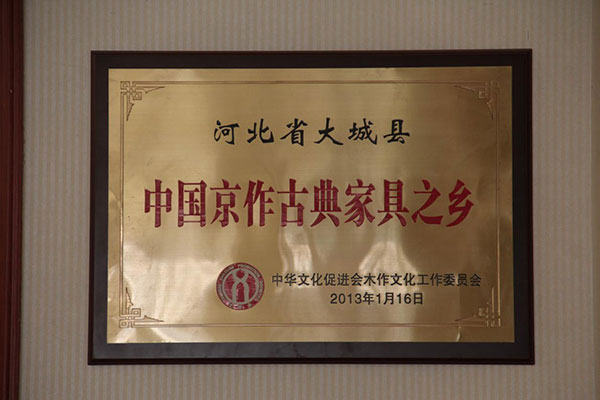 河北省大城县
中国京作古典家具之乡
中华文化促进会木作文化工作委员会
2013年1月16日